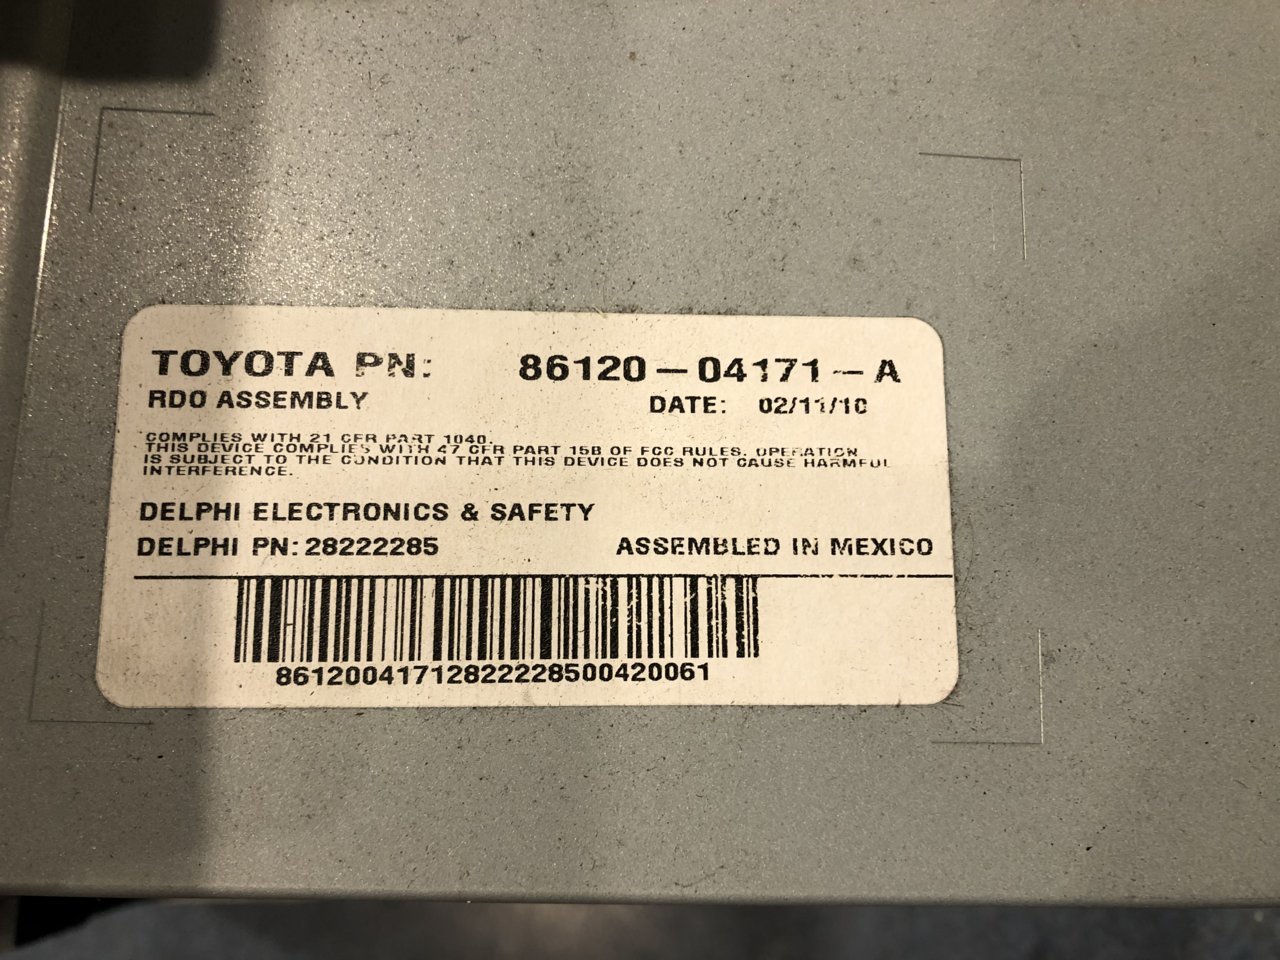 TOYOTA PN: 86120-04171-A
RDO ASSEMBLY DATE: 02/11/10
COMPLIES WITH 21 CFR PART 1040.
THIS DEVICE COMPLIES WITH 47 CFR PART 15B OF FCC RULES. OPERATION
IS SUBJECT TO THE CONDITION THAT THIS DEVICE DOES NOT CAUSE HARMFUL
INTERFERENCE.
DELPHI ELECTRONICS & SAFETY
DELPHI PN: 28222285 ASSEMBLED IN MEXICO
86120041712822228500420061